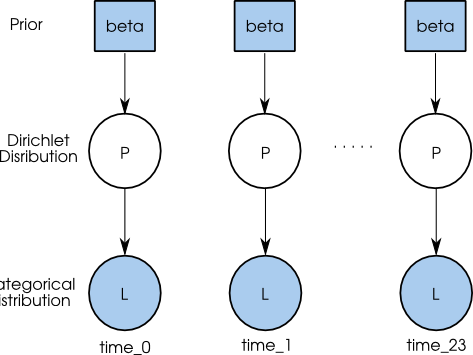 Prior
beta
beta
beta
Dirichlet
Disribution
P
P
.....
P
ategorical
istribution
L
L
L
time_0
time_1
time_23